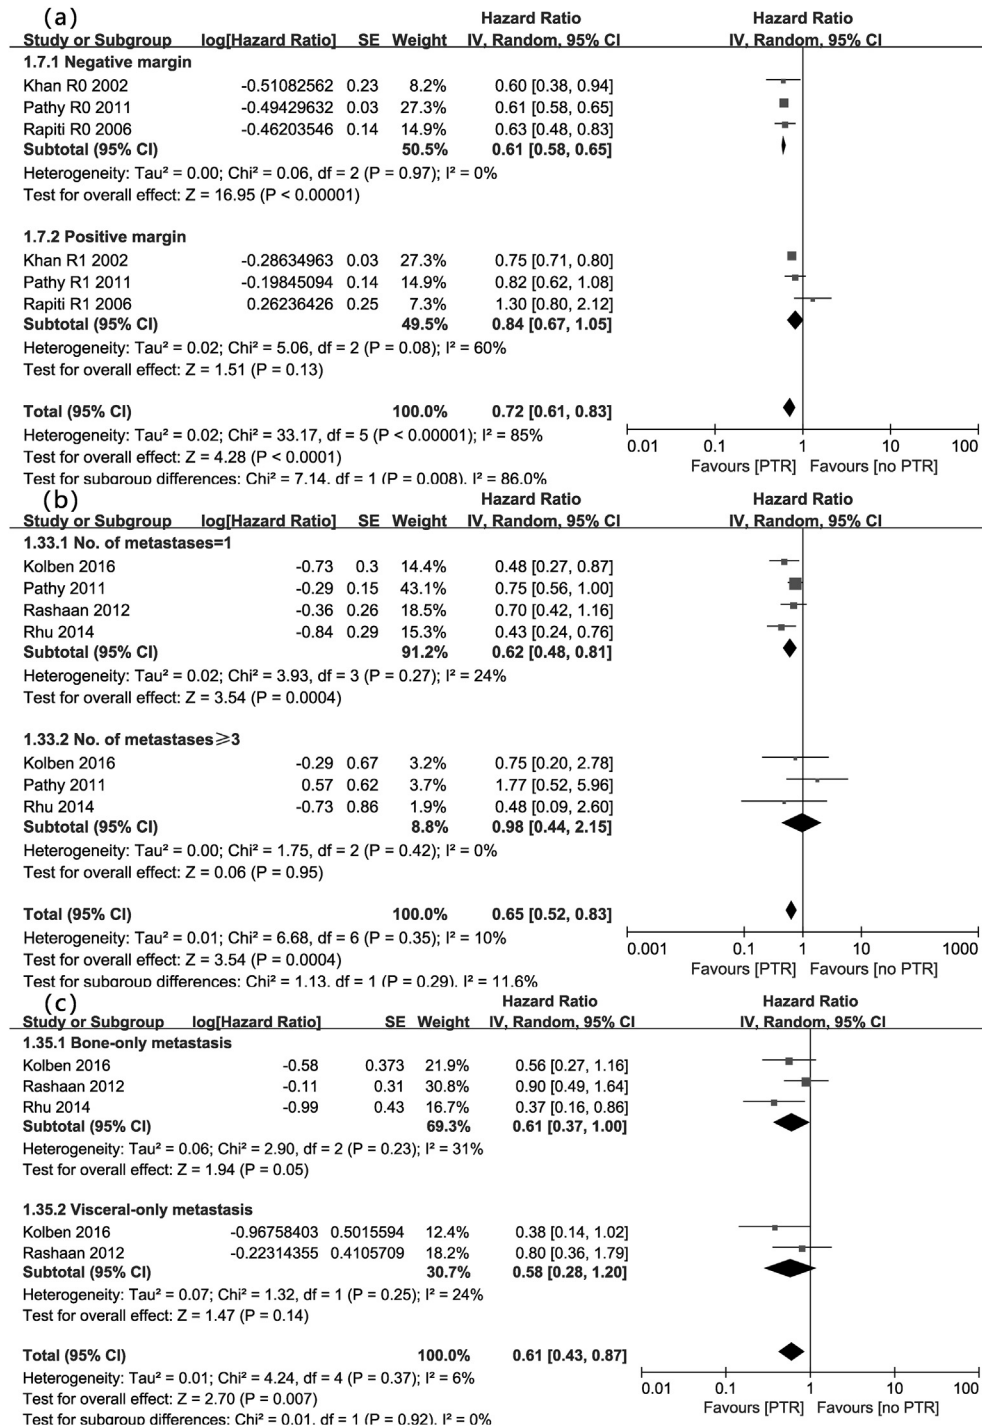 (a)
Hazard Ratio Hazard Ratio
Study or Subgroup log[Hazard Ratio] SE Weight IV, Random, 95% CI IV, Random, 95% CI
1.7.1 Negative margin
Khan R0 2002 -0.51082562 0.23 8.2% 0.60 [0.38, 0.94]
Pathy R0 2011 -0.49429632 0.03 27.3% 0.61 [0.58, 0.65]
Rapiti R0 2006 -0.46203546 0.14 14.9% 0.63 [0.48, 0.83]
Subtotal (95% CI) 50.5% 0.61 [0.58, 0.65]
Heterogeneity: Tau² = 0.00; Chi² = 0.06, df = 2 (P = 0.97); I² = 0%
Test for overall effect: Z = 16.95 (P < 0.00001)
1.7.2 Positive margin
Khan R1 2002 -0.28634963 0.03 27.3% 0.75 [0.71, 0.80]
Pathy R1 2011 -0.19845094 0.14 14.9% 0.82 [0.62, 1.08]
Rapiti R1 2006 0.26236426 0.25 7.3% 1.30 [0.80, 2.12]
Subtotal (95% CI) 49.5% 0.84 [0.67, 1.05]
Heterogeneity: Tau² = 0.02; Chi² = 5.06, df = 2 (P = 0.08); I² = 60%
Test for overall effect: Z = 1.51 (P = 0.13)
Total (95% CI) 100.0% 0.72 [0.61, 0.83]
Heterogeneity: Tau² = 0.02; Chi² = 33.17, df = 5 (P < 0.00001); I² = 85%
0.01 0.1 1 10 100
Test for overall effect: Z = 4.28 (P < 0.0001)
Favours [PTR] Favours [no PTR]
Test for subgroup differences: Chi² = 7.14, df = 1 (P = 0.008), I² = 86.0%
(b)
Hazard Ratio Hazard Ratio
Study or Subgroup log[Hazard Ratio] SE Weight IV, Random, 95% CI IV, Random, 95% CI
1.33.1 No. of metastases=1
Kolben 2016 -0.73 0.3 14.4% 0.48 [0.27, 0.87]
Pathy 2011 -0.29 0.15 43.1% 0.75 [0.56, 1.00]
Rashaan 2012 -0.36 0.26 18.5% 0.70 [0.42, 1.16]
Rhu 2014 -0.84 0.29 15.3% 0.43 [0.24, 0.76]
Subtotal (95% CI) 91.2% 0.62 [0.48, 0.81]
Heterogeneity: Tau² = 0.02; Chi² = 3.93, df = 3 (P = 0.27); I² = 24%
Test for overall effect: Z = 3.54 (P = 0.0004)
1.33.2 No. of metastases≥3
Kolben 2016 -0.29 0.67 3.2% 0.75 [0.20, 2.78]
Pathy 2011 0.57 0.62 3.7% 1.77 [0.52, 5.96]
Rhu 2014 -0.73 0.86 1.9% 0.48 [0.09, 2.60]
Subtotal (95% CI) 8.8% 0.98 [0.44, 2.15]
Heterogeneity: Tau² = 0.00; Chi² = 1.75, df = 2 (P = 0.42); I² = 0%
Test for overall effect: Z = 0.06 (P = 0.95)
Total (95% CI) 100.0% 0.65 [0.52, 0.83]
Heterogeneity: Tau² = 0.01; Chi² = 6.68, df = 6 (P = 0.35); I² = 10%
0.001 0.1 1 10 1000
Test for overall effect: Z = 3.54 (P = 0.0004)
Favours [PTR] Favours [no PTR]
Test for subgroup differences: Chi² = 1.13, df = 1 (P = 0.29), I² = 11.6%
(c)
Hazard Ratio Hazard Ratio
Study or Subgroup log[Hazard Ratio] SE Weight IV, Random, 95% CI IV, Random, 95% CI
1.35.1 Bone-only metastasis
Kolben 2016 -0.58 0.373 21.9% 0.56 [0.27, 1.16]
Rashaan 2012 -0.11 0.31 30.8% 0.90 [0.49, 1.64]
Rhu 2014 -0.99 0.43 16.7% 0.37 [0.16, 0.86]
Subtotal (95% CI) 69.3% 0.61 [0.37, 1.00]
Heterogeneity: Tau² = 0.06; Chi² = 2.90, df = 2 (P = 0.23); I² = 31%
Test for overall effect: Z = 1.94 (P = 0.05)
1.35.2 Visceral-only metastasis
Kolben 2016 -0.96758403 0.5015594 12.4% 0.38 [0.14, 1.02]
Rashaan 2012 -0.22314355 0.4105709 18.2% 0.80 [0.36, 1.79]
Subtotal (95% CI) 30.7% 0.58 [0.28, 1.20]
Heterogeneity: Tau² = 0.07; Chi² = 1.32, df = 1 (P = 0.25); I² = 24%
Test for overall effect: Z = 1.47 (P = 0.14)
Total (95% CI) 100.0% 0.61 [0.43, 0.87]
Heterogeneity: Tau² = 0.01; Chi² = 4.24, df = 4 (P = 0.37); I² = 6%
0.01 0.1 1 10 100
Test for overall effect: Z = 2.70 (P = 0.007)
Favours [PTR] Favours [no PTR]
Test for subgroup differences: Chi² = 0.01, df = 1 (P = 0.92), I² = 0%